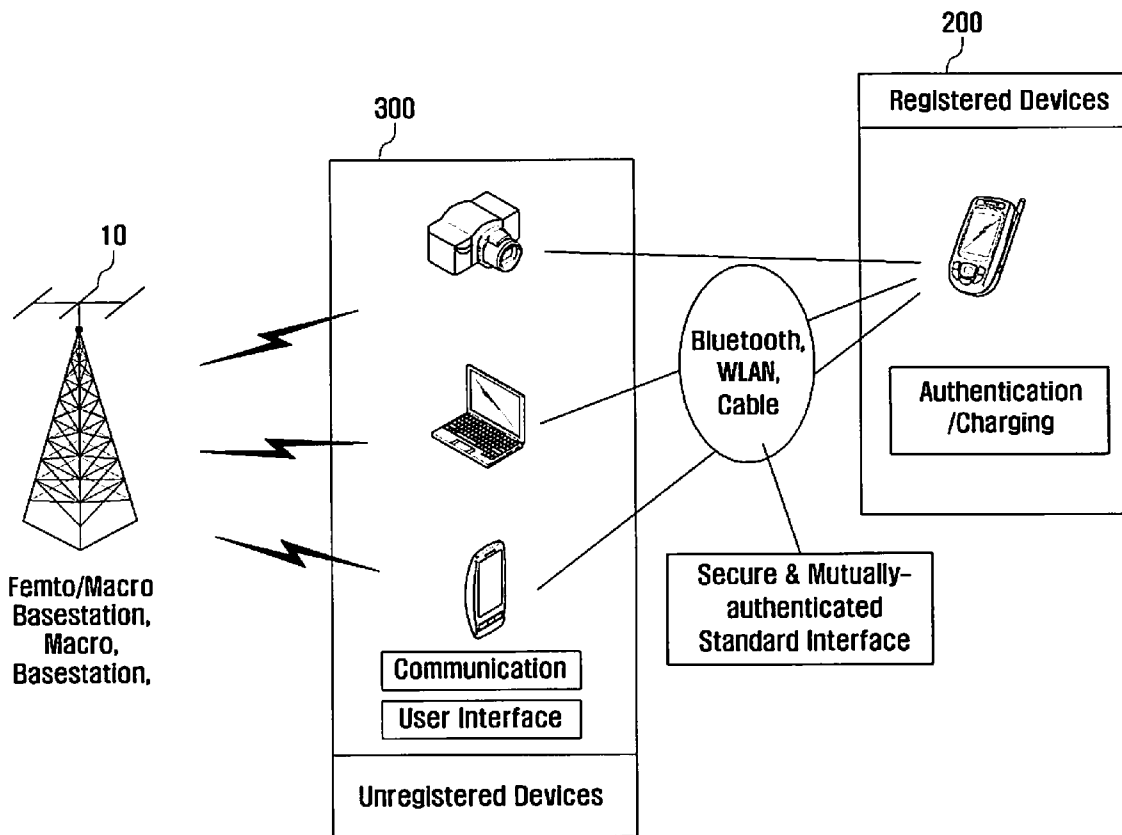 200
Registered Devices
300
10
Bluetooth,
WLAN,
Cable
Authentication
/Charging
Femto/Macro
Basestation,
Macro,
Basestation,
Secure & Mutually-
authenticated
Standard Interface
Communication
User Interface
Unregistered Devices